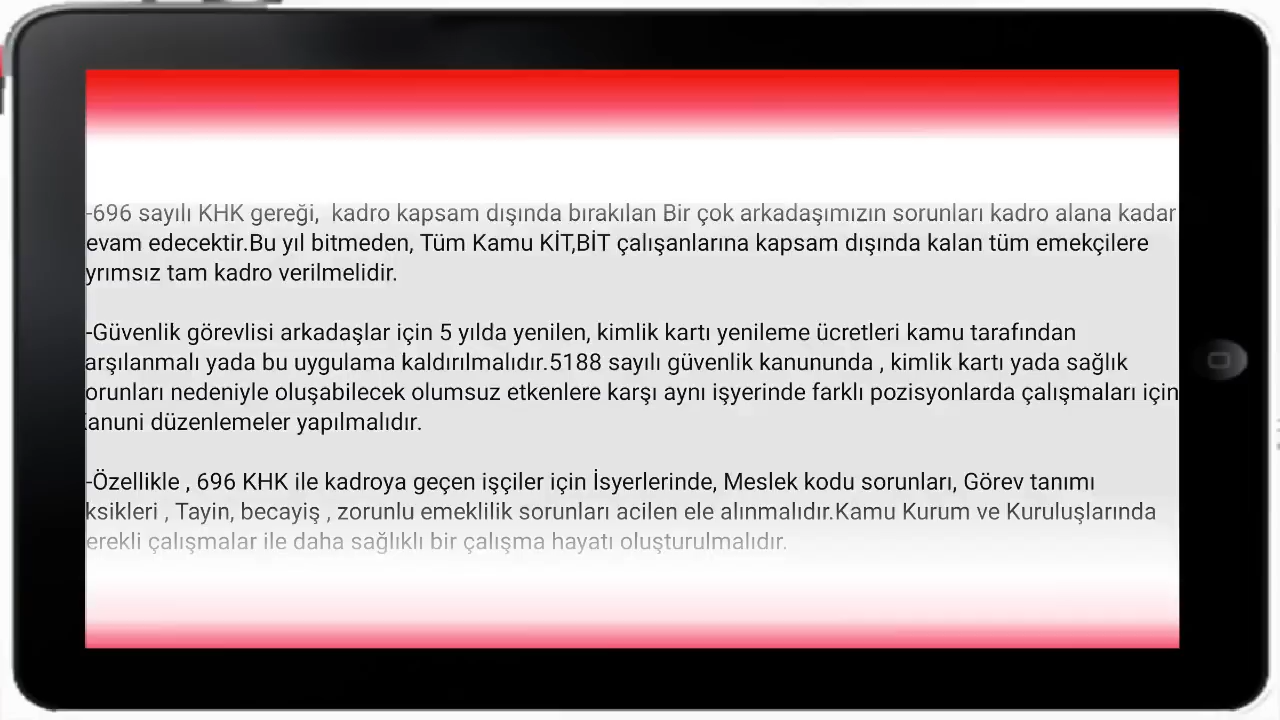 -696 sayılı KHK gereği, kadro kapsam dışında bırakılan Bir çok arkadaşımızın sorunları kadro alana kadar
evam edecektir.Bu yıl bitmeden, Tüm Kamu KİT,BİT çalışanlarına kapsam dışında kalan tüm emekçilere
yrımsız tam kadro verilmelidir.
-Güvenlik görevlisi arkadaşlar için 5 yılda yenilen, kimlik kartı yenileme ücretleri kamu tarafından
arşılanmalı yada bu uygulama kaldırılmalıdır.5188 sayılı güvenlik kanununda , kimlik kartı yada sağlık
orunları nedeniyle oluşabilecek olumsuz etkenlere karşı aynı işyerinde farklı pozisyonlarda çalışmaları için
anuni düzenlemeler yapılmalıdır.
-Özellikle , 696 KHK ile kadroya geçen işçiler için İsyerlerinde, Meslek kodu sorunları, Görev tanımı
ksikleri , Tayin, becayiş , zorunlu emeklilik sorunları acilen ele alınmalıdır.Kamu Kurum ve Kuruluşlarında
erekli çalışmalar ile daha sağlıklı bir çalışma hayatı oluşturulmalıdır.